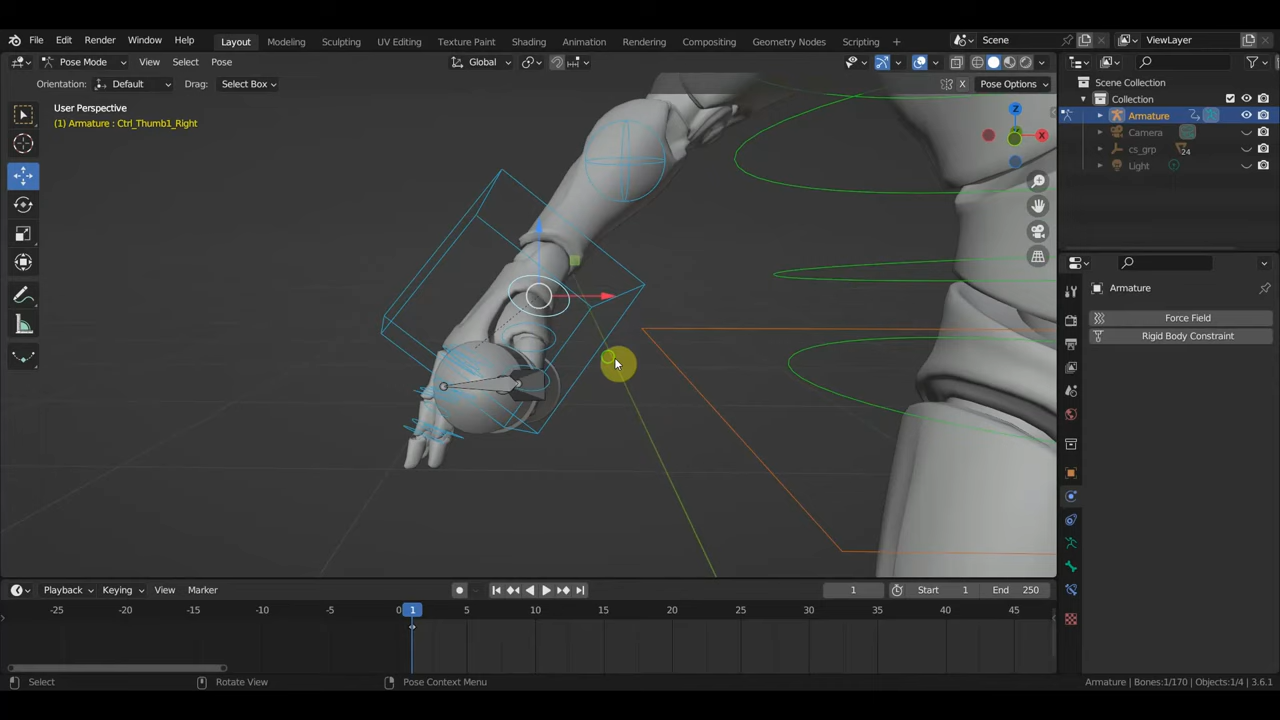 File Edit Render Window Help Layout Modeling Sculpting UV Editing Texture Paint Shading Animation Rendering Compositing Geometry Nodes Scripting + Scene ViewLayer
Pose Mode View Select Pose Global
Orientation: Default Drag: Select Box X Pose Options
User Perspective
(1) Armature : Ctrl_Thumb1_Right
Z
X
Scene Collection
Collection
Armature
Camera
cs_grp 24
Light
Armature
Force Field
Rigid Body Constraint
Playback Keying View Marker 1 Start 1 End 250
-25 -20 -15 -10 -5 0 1 5 10 15 20 25 30 35 40 45
Select Rotate View Pose Context Menu Armature | Bones:1/170 | Objects:1/4 | 3.6.1